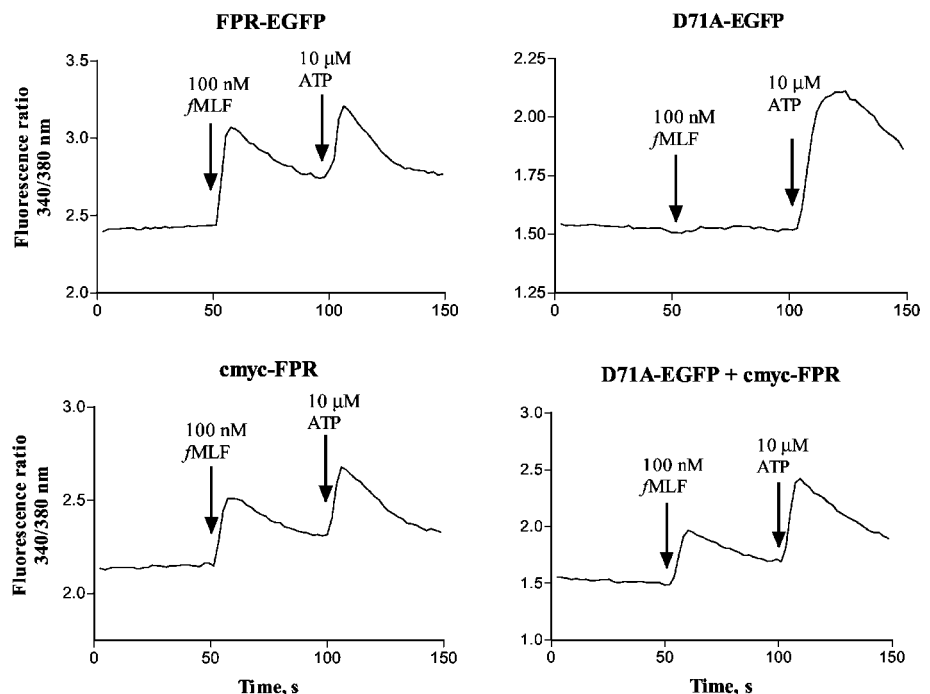 FPR-EGFP
Fluorescence ratio
340/380 nm
3.5
3.0
2.5
2.0
100 nM
fMLF
10 µM
ATP
0
50
100
150
D71A-EGFP
2.25
2.00
1.75
1.50
1.25
100 nM
fMLF
10 µM
ATP
0
50
100
150
cmyc-FPR
Fluorescence ratio
340/380 nm
3.0
2.5
2.0
100 nM
fMLF
10 µM
ATP
0
50
100
150
Time, s
D71A-EGFP + cmyc-FPR
3.0
2.5
2.0
1.5
1.0
100 nM
fMLF
10 µM
ATP
0
50
100
150
Time, s